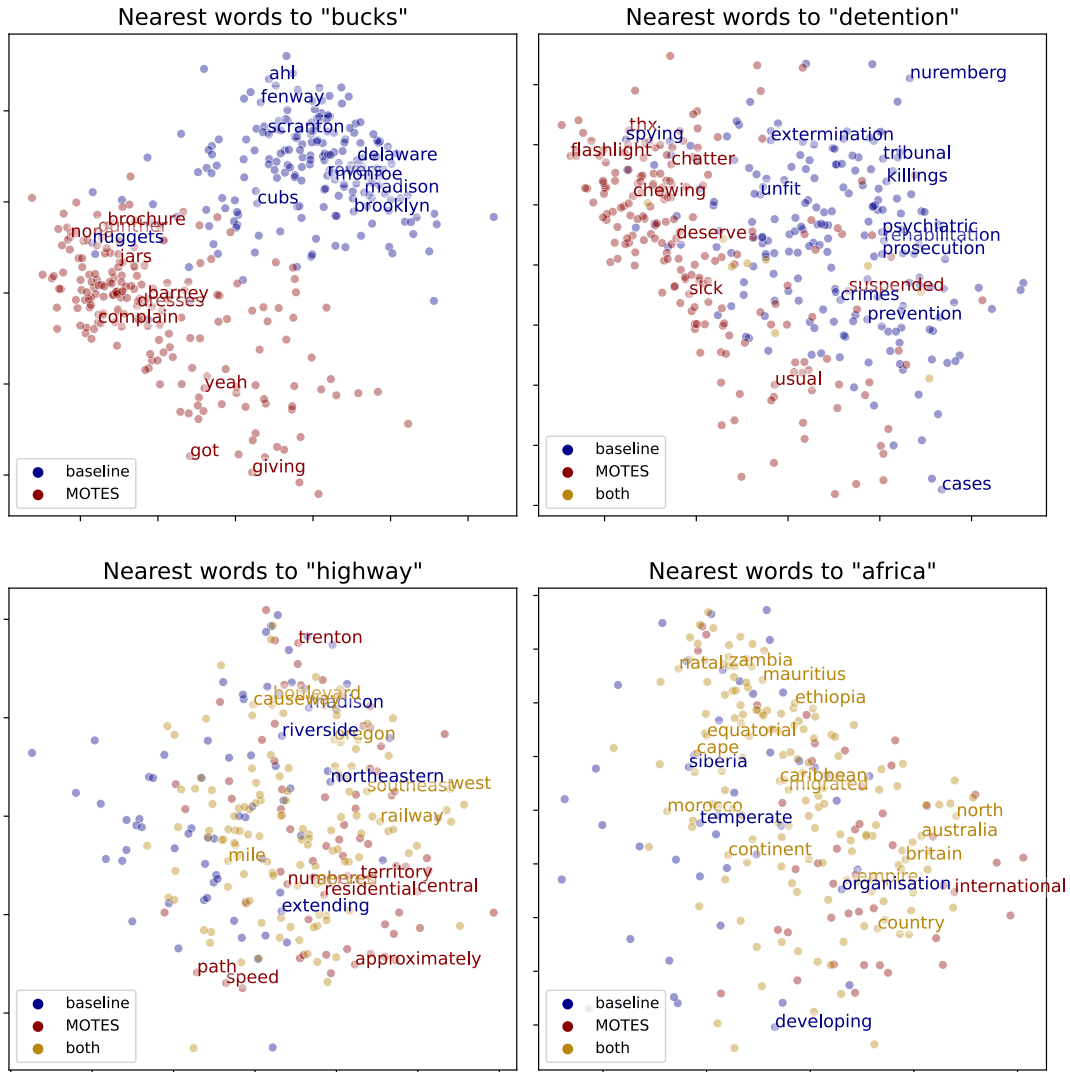 Nearest words to "bucks"
ahl
fenway
scranton
delaware
monroe
madison
cubs
brooklyn
brochure
nuggets
jars
barney
dresses
complain
yeah
got
giving
baseline
MOTES
Nearest words to "detention"
nuremberg
thx
spying
extermination
flashlight
chatter
tribunal
killings
chewing
unfit
psychiatric
deserve
rehabilitation
prosecution
sick
suspended
crimes
prevention
usual
cases
baseline
MOTES
both
Nearest words to "highway"
trenton
boulevard
causeway
madison
riverside
oregon
northeastern
southeast
west
railway
mile
territory
central
residential
extending
approximately
path
speed
baseline
MOTES
both
Nearest words to "africa"
natal
zambia
mauritius
ethiopia
equatorial
cape
siberia
caribbean
migrated
morocco
temperate
north
australia
continent
britain
empire
organisation
international
country
developing
baseline
MOTES
both